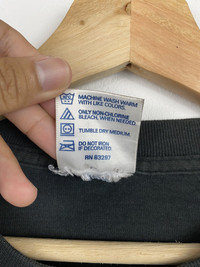 MACHINE WASH WARM
WITH LIKE COLORS.
ONLY NON-CHLORINE
BLEACH, WHEN NEEDED.
TUMBLE DRY MEDIUM.
DO NOT IRON
IF DECORATED.
RN 83297